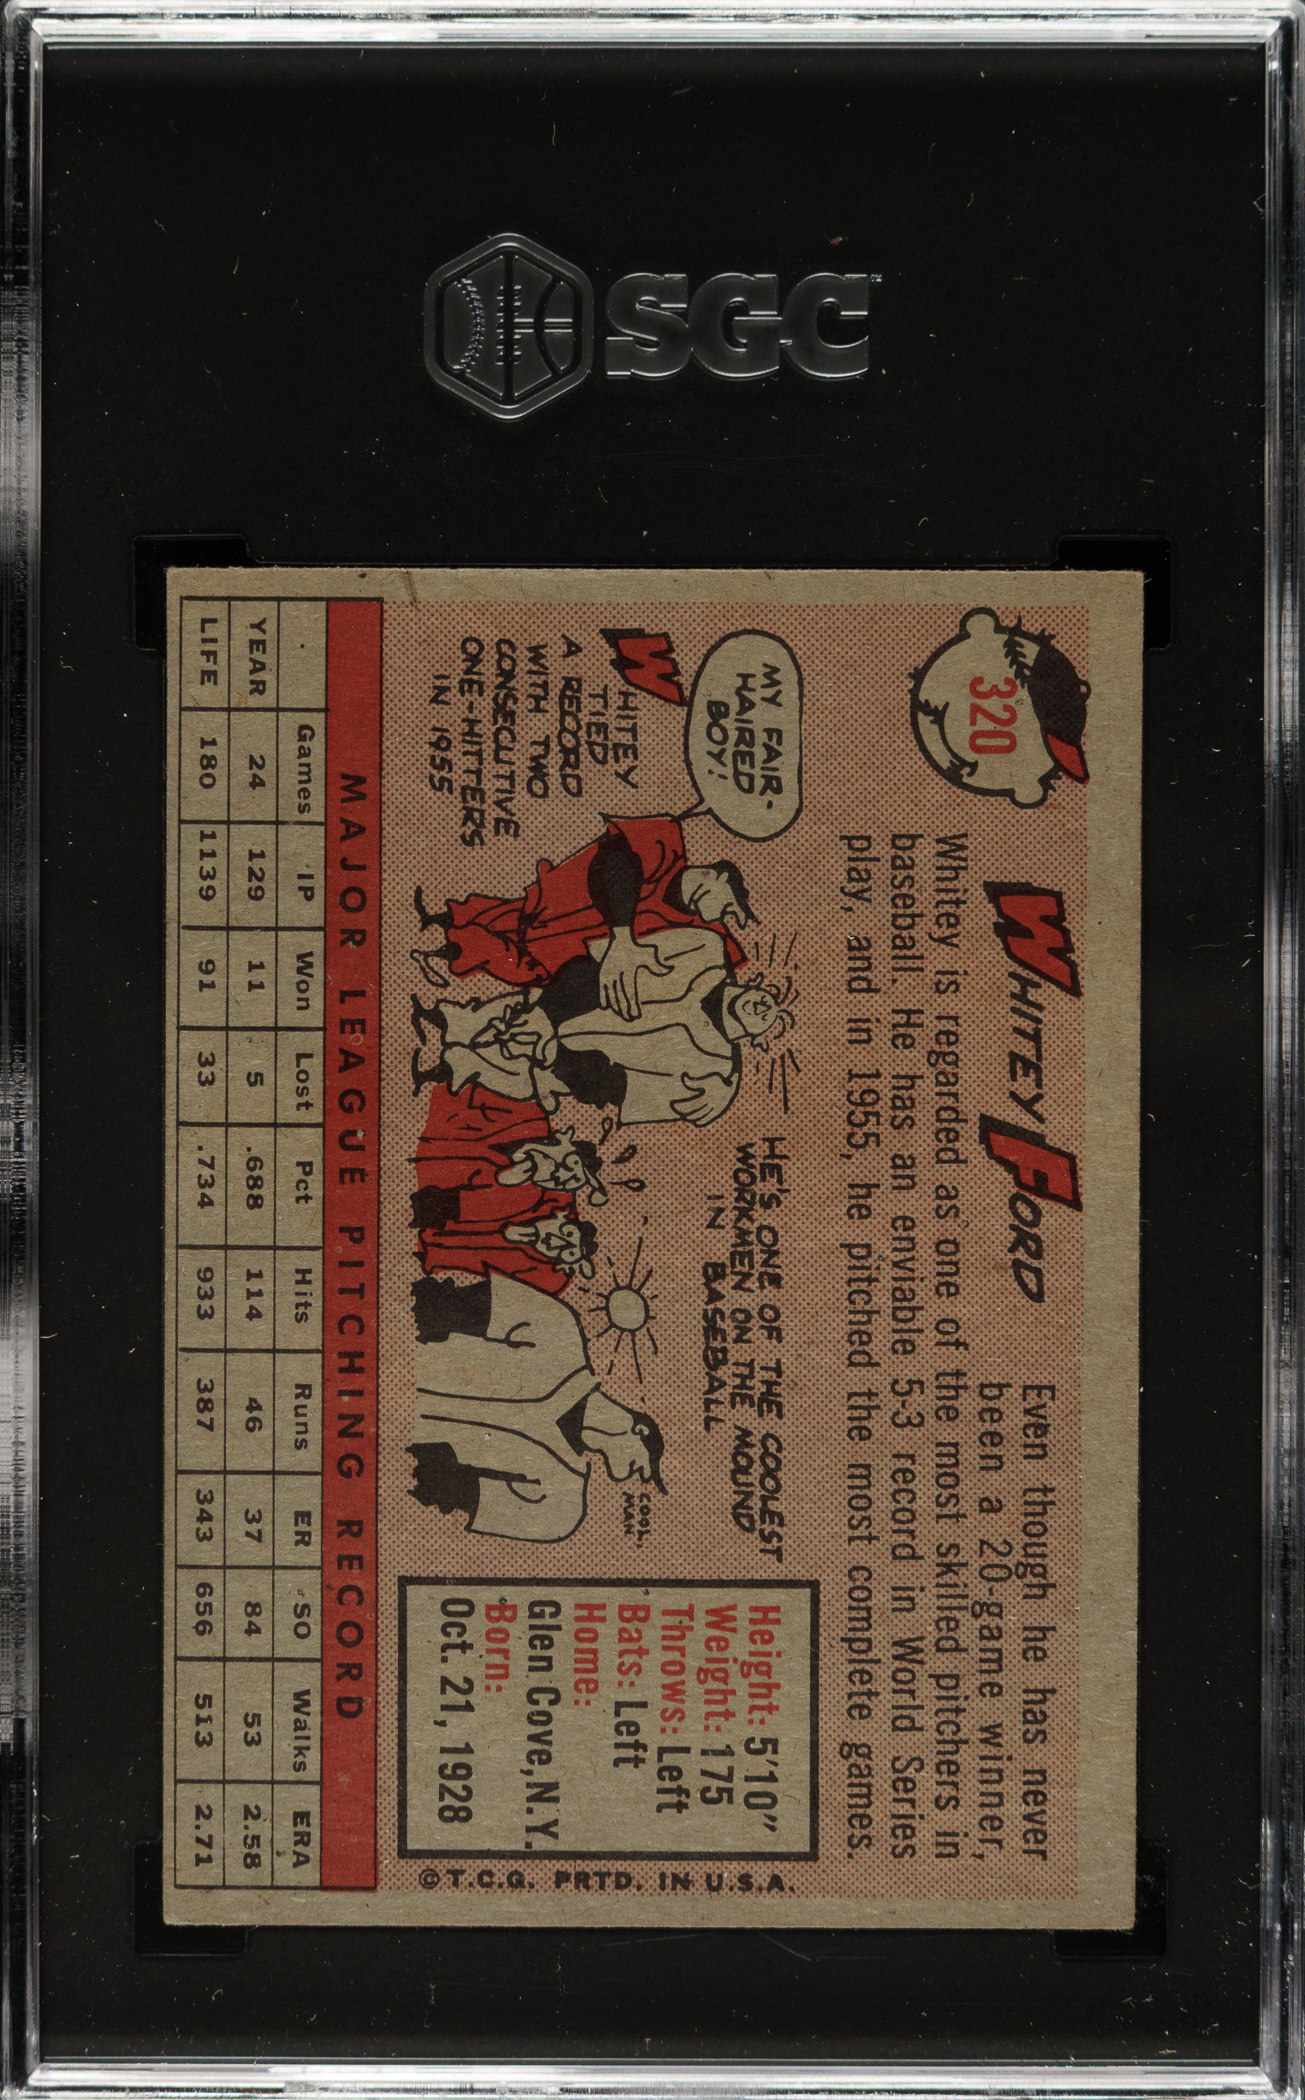 SGC
TM
320
WHITEY FORD
Even though he has never
been a 20-game winner,
Whitey is regarded as one of the most skilled pitchers in
baseball. He has an enviable 5-3 record in World Series
play, and in 1955, he pitched the most complete games.
MY FAIR-
HAIRED
BOY!
WHITEY
TIED
A RECORD
WITH TWO
CONSECUTIVE
ONE-HITTERS
IN 1955
HE'S ONE OF THE COOLEST
WORKMEN ON THE MOUND
IN BASEBALL
COOL,
MAN
Height: 5'10"
Weight: 175
Throws: Left
Bats: Left
Home:
Glen Cove, N.Y.
Born:
Oct. 21, 1928
© T.C.G. PRTD. IN U.S.A.
MAJOR LEAGUE PITCHING RECORD
Games IP Won Lost Pct Hits Runs ER SO Walks ERA
YEAR 24 129 11 5 .688 114 46 37 84 53 2.58
LIFE 180 1139 91 33 .734 933 387 343 656 513 2.71